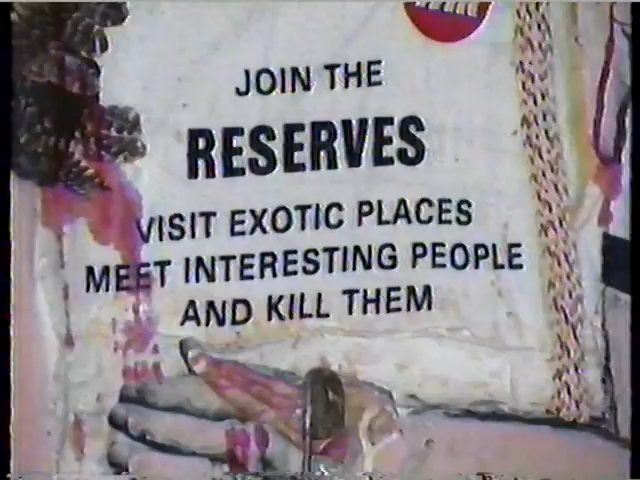 JOIN THE
RESERVES
VISIT EXOTIC PLACES
MEET INTERESTING PEOPLE
AND KILL THEM